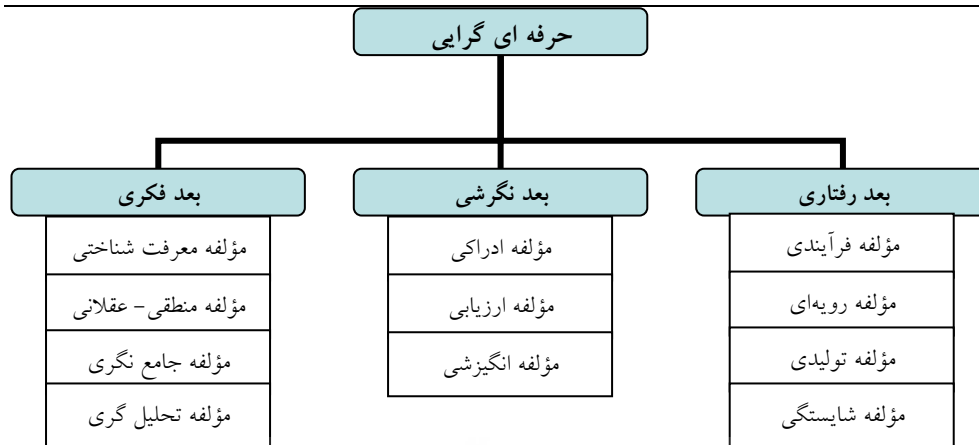 حرفه ای گرایی
بعد رفتاری
مؤلفه فرآیندی
مؤلفه رویه‌ای
مؤلفه تولیدی
مؤلفه شایستگی
بعد نگرشی
مؤلفه ادراکی
مؤلفه ارزیابی
مؤلفه انگیزشی
بعد فکری
مؤلفه معرفت شناختی
مؤلفه منطقی- عقلانی
مؤلفه جامع نگری
مؤلفه تحلیل گری